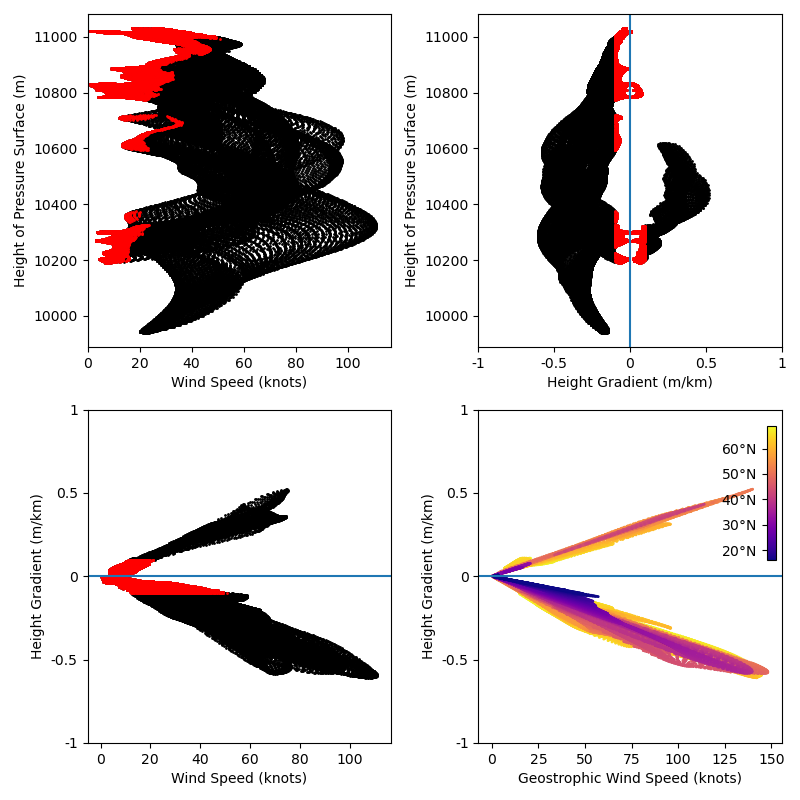 11000
10800
10600
10400
10200
10000
Height of Pressure Surface (m)
0 20 40 60 80 100
Wind Speed (knots)
11000
10800
10600
10400
10200
10000
Height of Pressure Surface (m)
-1 -0.5 0 0.5 1
Height Gradient (m/km)
1
0.5
0
-0.5
-1
Height Gradient (m/km)
0 20 40 60 80 100
Wind Speed (knots)
1
0.5
0
-0.5
-1
Height Gradient (m/km)
60°N
50°N
40°N
30°N
20°N
0 25 50 75 100 125 150
Geostrophic Wind Speed (knots)